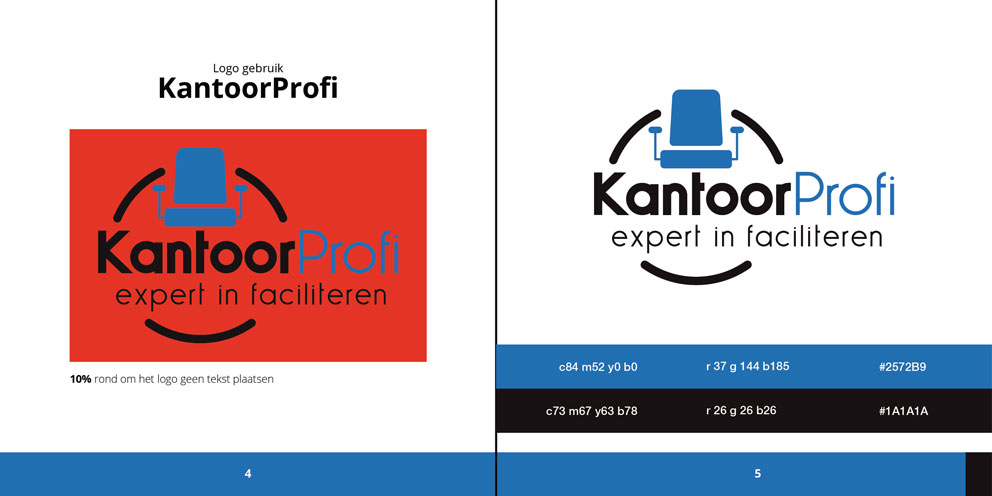 Logo gebruik
KantoorProfi
KantoorProfi
expert in faciliteren
10% rond om het logo geen tekst plaatsen
4
KantoorProfi
expert in faciliteren
c84 m52 y0 b0 r 37 g 144 b185 #2572B9
c73 m67 y63 b78 r 26 g 26 b26 #1A1A1A
5